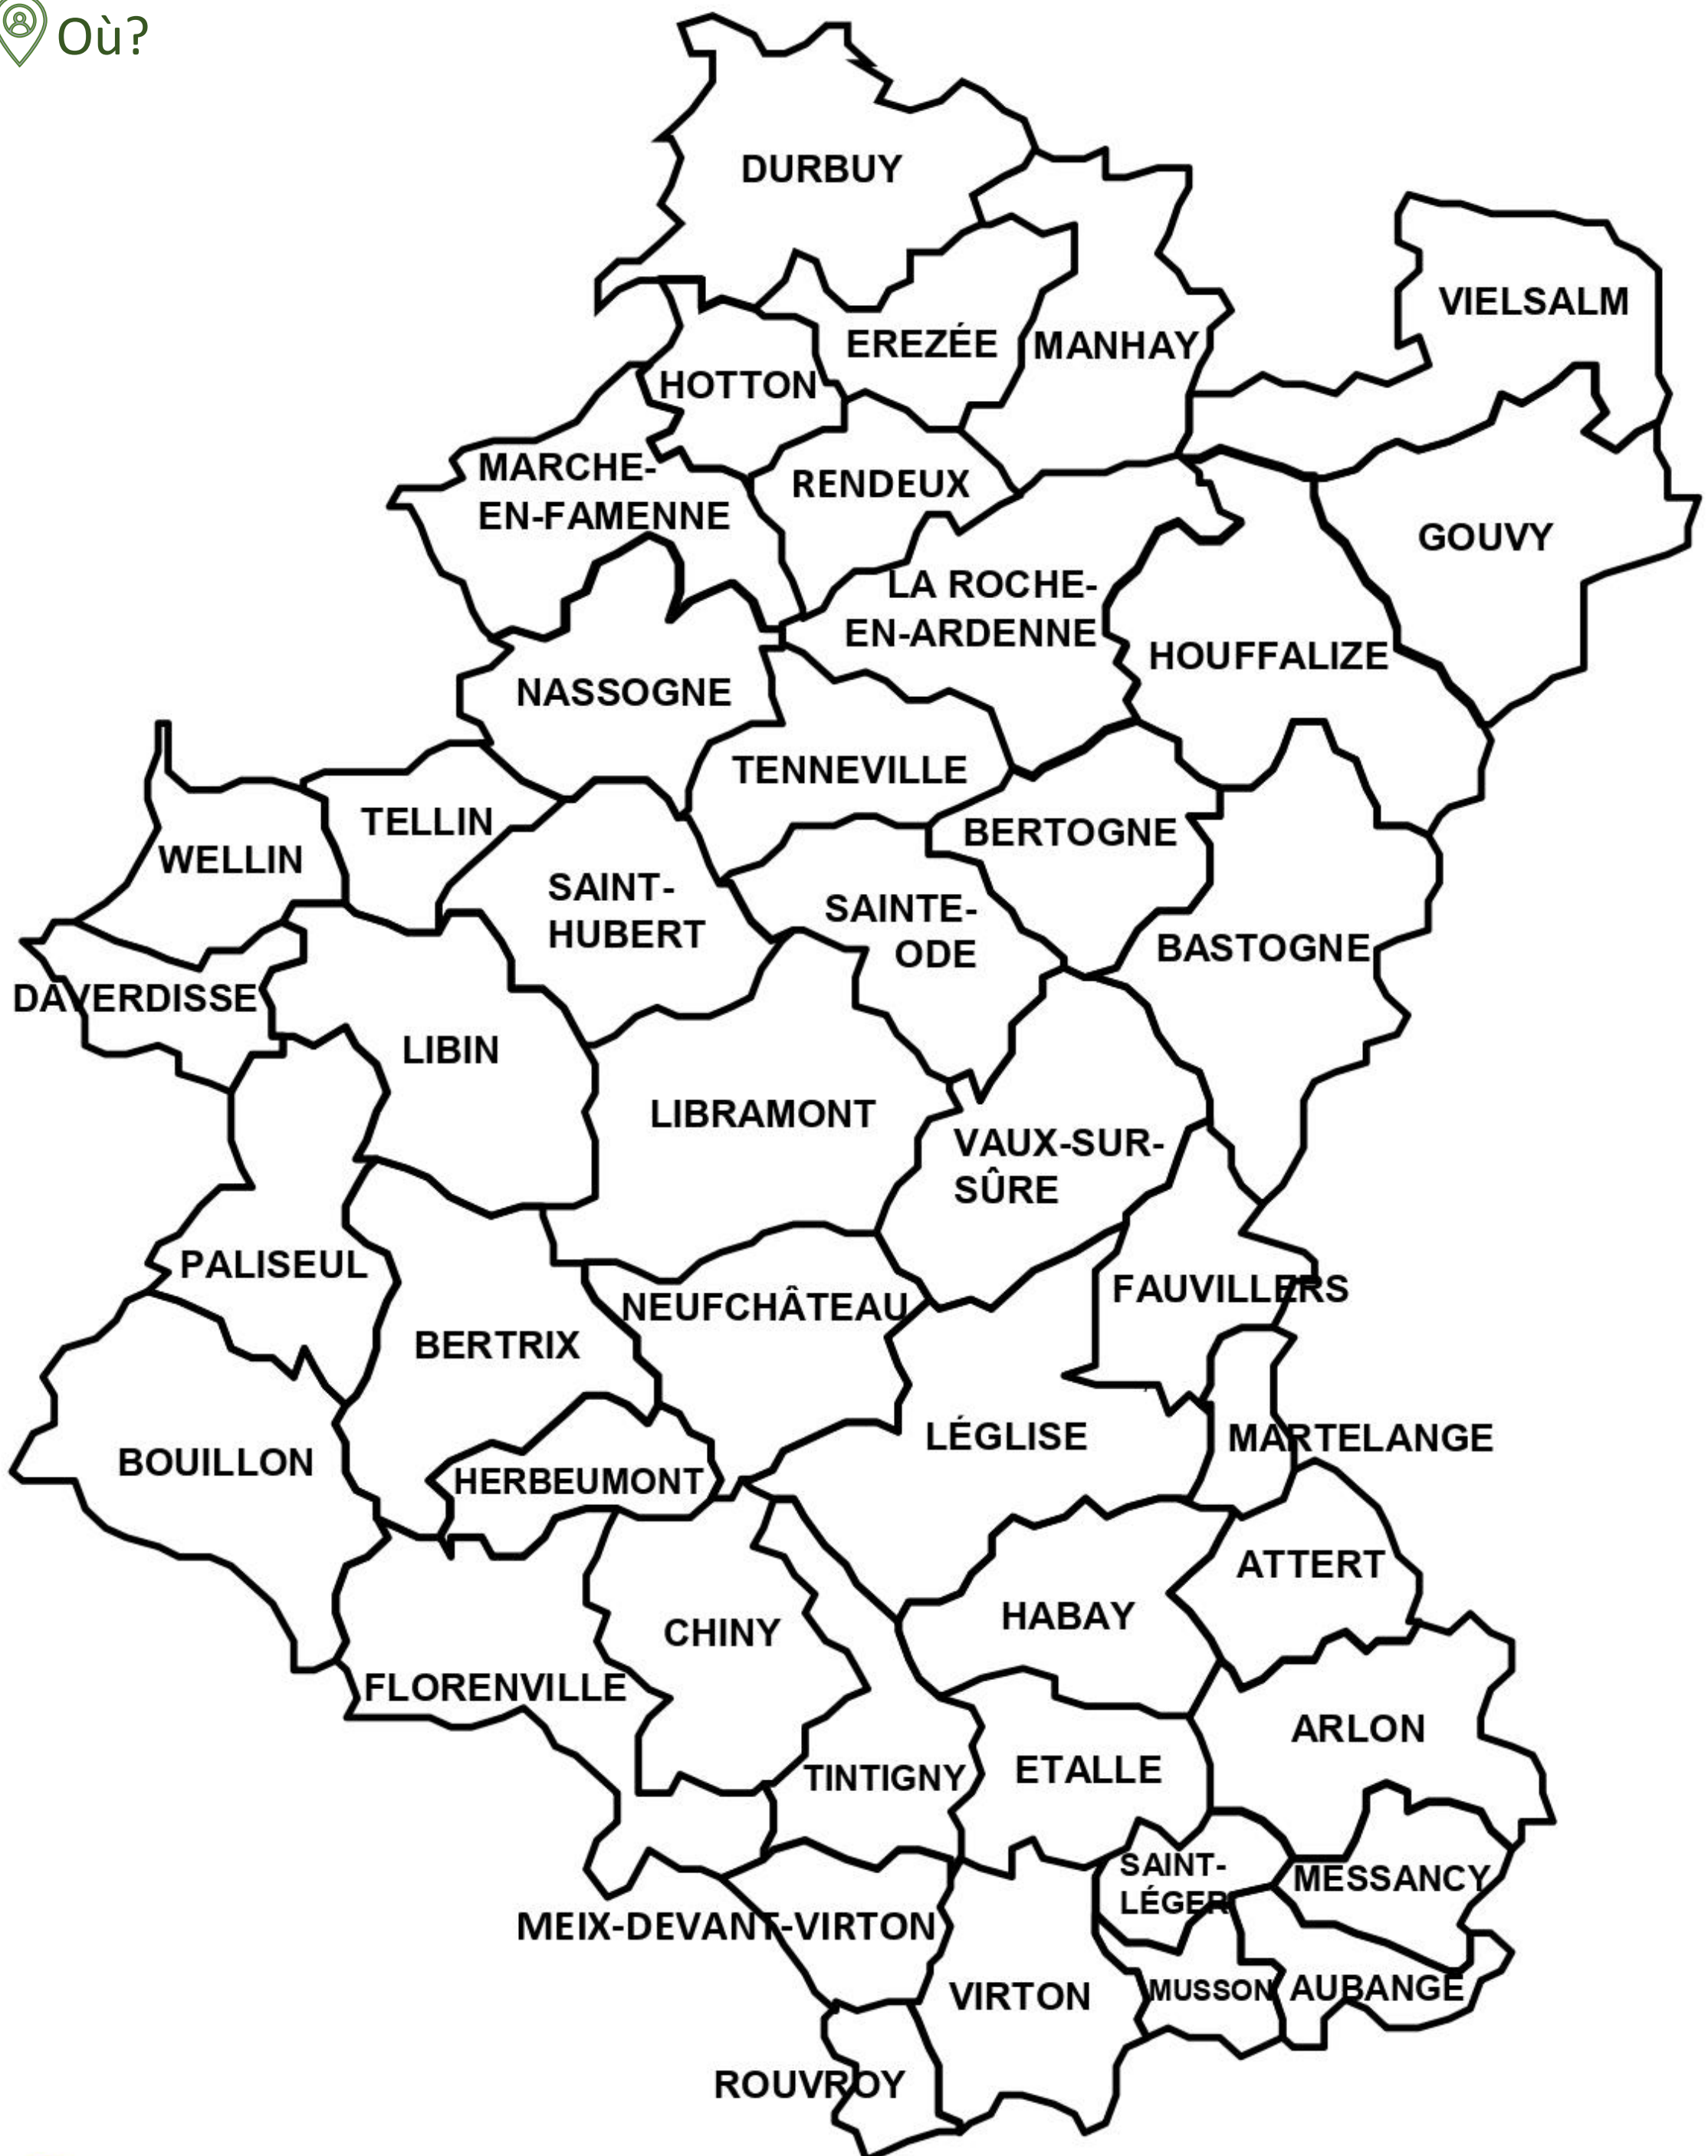 Où?
DURBUY
VIELSALM
EREZÉE
MANHAY
HOTTON
MARCHE-
EN-FAMENNE
RENDEUX
GOUVY
LA ROCHE-
EN-ARDENNE
HOUFFALIZE
NASSOGNE
TENNEVILLE
TELLIN
BERTOGNE
WELLIN
SAINT-
HUBERT
SAINTE-
ODE
BASTOGNE
DAVERDISSE
LIBIN
LIBRAMONT
VAUX-SUR-
SÛRE
PALISEUL
FAUVILLERS
NEUFCHÂTEAU
BERTRIX
LÉGLISE
MARTELANGE
BOUILLON
HERBEUMONT
ATTERT
HABAY
CHINY
FLORENVILLE
ARLON
ETALLE
TINTIGNY
SAINT-
LÉGER
MESSANCY
MEIX-DEVANT-VIRTON
VIRTON
MUSSON
AUBANGE
ROUVROY